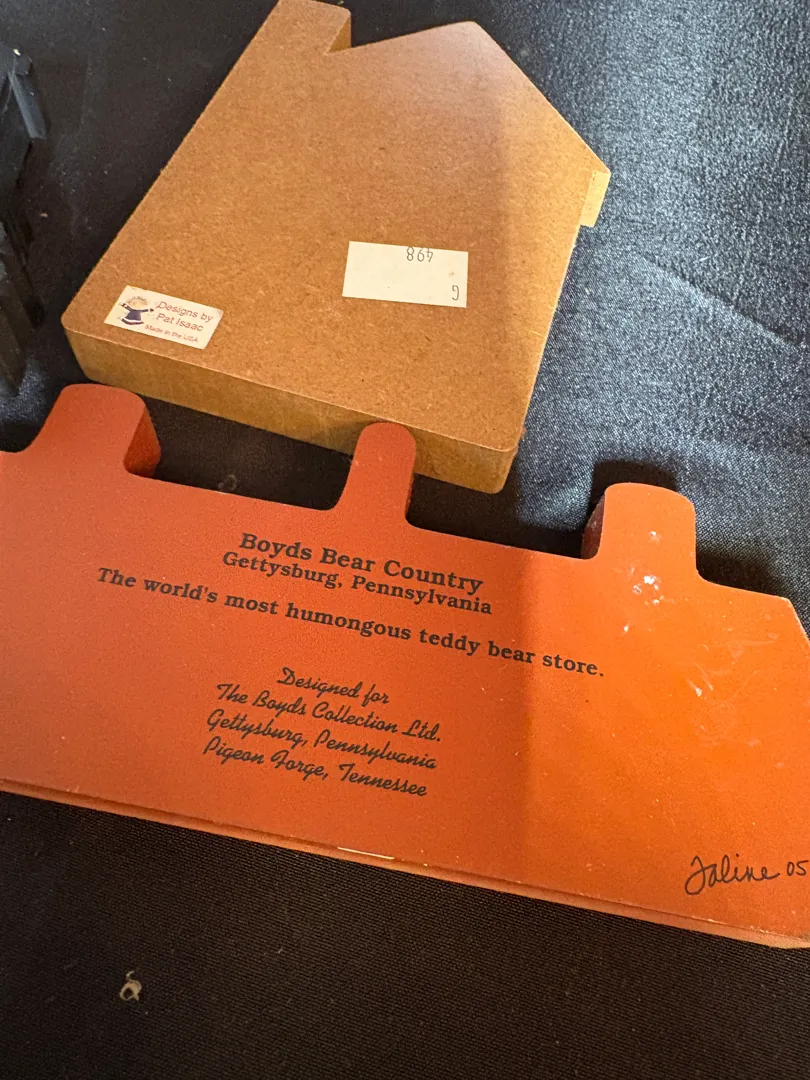 498
G
Designs by
Pat Isaac
Made in the USA
Boyds Bear Country
Gettysburg, Pennsylvania
The world's most humongous teddy bear store.
Designed for
The Boyds Collection Ltd.
Gettysburg, Pennsylvania
Pigeon Forge, Tennessee
Jaline 05